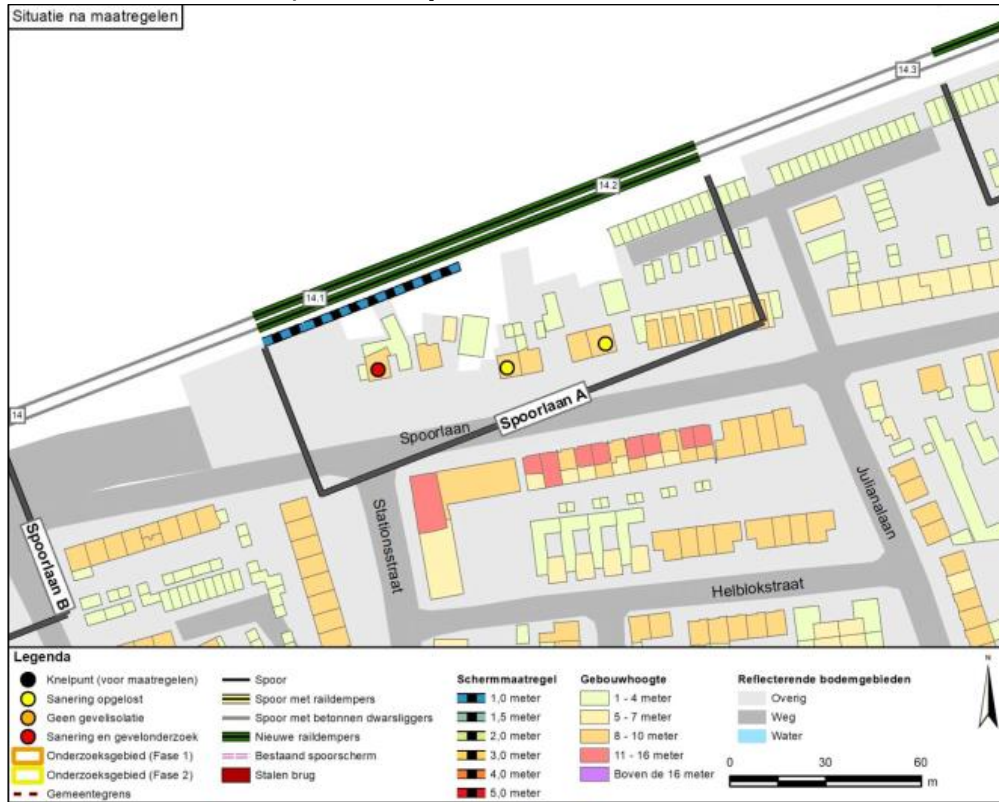 Situatie na maatregelen
14.3
14.2
14.1
14
Spoorlaan A
Spoorlaan
Stationsstraat
Julianalaan
Spoorlaan B
Helblokstraat
Legenda
Knelpunt (voor maatregelen)
Sanering opgelost
Geen gevelisolatie
Sanering en gevelonderzoek
Onderzoeksgebied (Fase 1)
Onderzoeksgebied (Fase 2)
Gemeentegrens
Spoor
Spoor met raildempers
Spoor met betonnen dwarsliggers
Nieuwe raildempers
Bestaand spoorscherm
Stalen brug
Schermmaatregel
1,0 meter
1,5 meter
2,0 meter
3,0 meter
4,0 meter
5,0 meter
Gebouwhoogte
1 - 4 meter
5 - 7 meter
8 - 10 meter
11 - 16 meter
Boven de 16 meter
Reflecterende bodemgebieden
Overig
Weg
Water
N
0 30 60
m